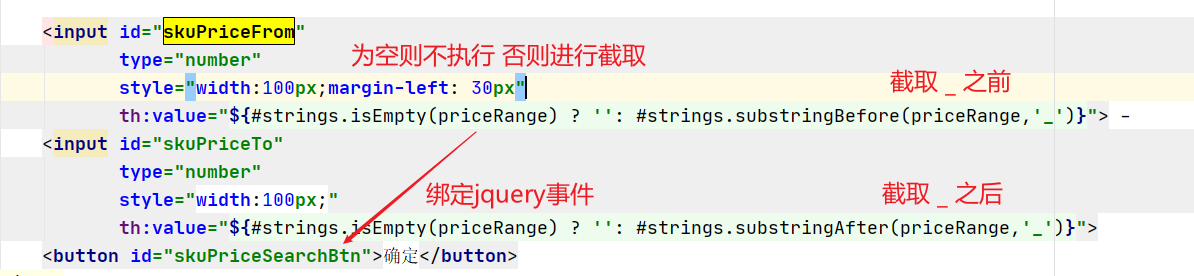 <input id="skuPriceFrom"
为空则不执行 否则进行截取
type="number"
style="width:100px;margin-left: 30px"
截取 _ 之前
th:value="${#strings.isEmpty(priceRange) ? '': #strings.substringBefore(priceRange,'_')}"> -
<input id="skuPriceTo"
type="number"
style="width:100px;"
绑定jquery事件
截取 _ 之后
th:value="${#strings.isEmpty(priceRange) ? '': #strings.substringAfter(priceRange,'_')}">
<button id="skuPriceSearchBtn">确定</button>